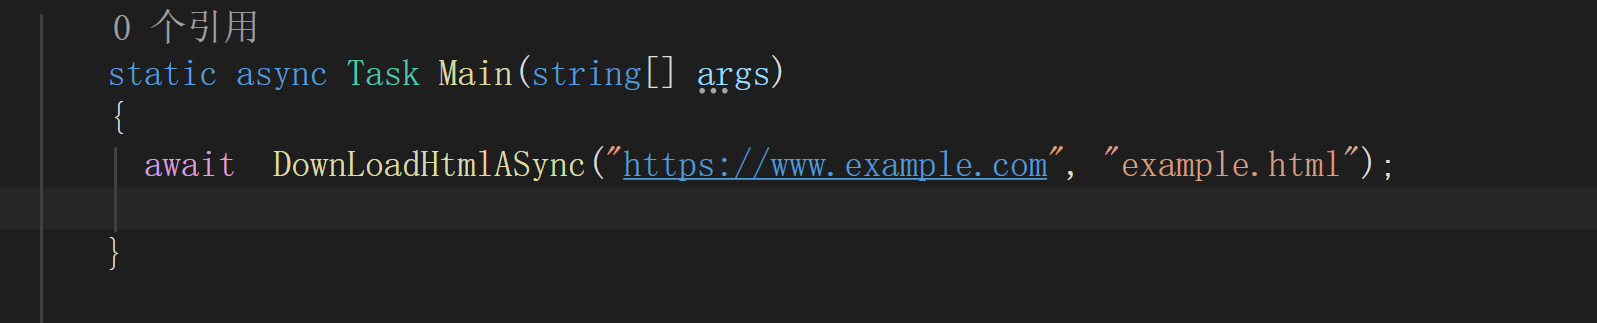 0 个引用
static async Task Main(string[] args)
{
await  DownLoadHtmlASync("https://www.example.com", "example.html");
}